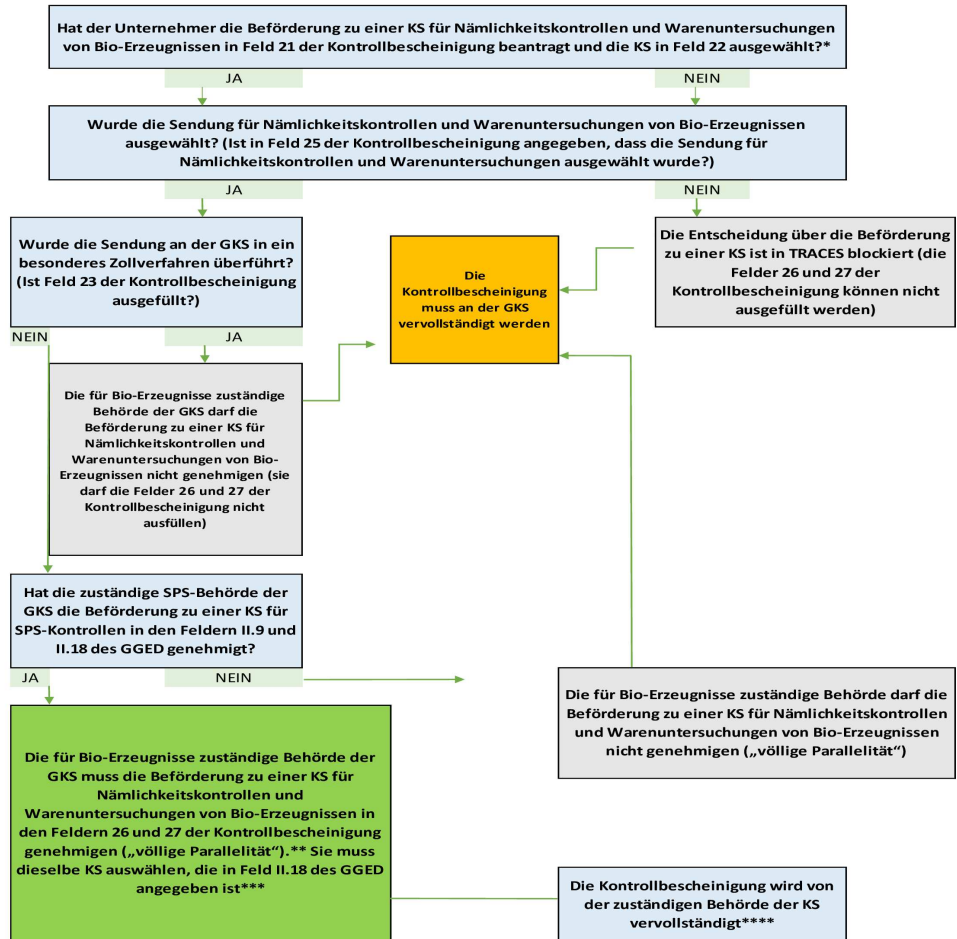 Hat der Unternehmer die Beförderung zu einer KS für Nämlichkeitskontrollen und Warenuntersuchungen
von Bio-Erzeugnissen in Feld 21 der Kontrollbescheinigung beantragt und die KS in Feld 22 ausgewählt?*
JA
NEIN
Wurde die Sendung für Nämlichkeitskontrollen und Warenuntersuchungen von Bio-Erzeugnissen
ausgewählt? (Ist in Feld 25 der Kontrollbescheinigung angegeben, dass die Sendung für
Nämlichkeitskontrollen und Warenuntersuchungen ausgewählt wurde?)
JA
NEIN
Wurde die Sendung an der GKS in ein
besonderes Zollverfahren überführt?
(Ist Feld 23 der Kontrollbescheinigung
ausgefüllt?)
Die
Kontrollbescheinigung
muss an der GKS
vervollständigt werden
Die Entscheidung über die Beförderung
zu einer KS ist in TRACES blockiert (die
Felder 26 und 27 der
Kontrollbescheinigung können nicht
ausgefüllt werden)
NEIN
JA
Die für Bio-Erzeugnisse zuständige
Behörde der GKS darf die
Beförderung zu einer KS für
Nämlichkeitskontrollen und
Warenuntersuchungen von Bio-
Erzeugnissen nicht genehmigen (sie
darf die Felder 26 und 27 der
Kontrollbescheinigung nicht
ausfüllen)
Hat die zuständige SPS-Behörde der
GKS die Beförderung zu einer KS für
SPS-Kontrollen in den Feldern II.9 und
II.18 des GGED genehmigt?
JA
NEIN
Die für Bio-Erzeugnisse zuständige Behörde darf die
Beförderung zu einer KS für Nämlichkeitskontrollen
und Warenuntersuchungen von Bio-Erzeugnissen
nicht genehmigen („völlige Parallelität“)
Die für Bio-Erzeugnisse zuständige Behörde der
GKS muss die Beförderung zu einer KS für
Nämlichkeitskontrollen und
Warenuntersuchungen von Bio-Erzeugnissen in
den Feldern 26 und 27 der Kontrollbescheinigung
genehmigen („völlige Parallelität“).** Sie muss
dieselbe KS auswählen, die in Feld II.18 des GGED
angegeben ist***
Die Kontrollbescheinigung wird von
der zuständigen Behörde der KS
vervollständigt****